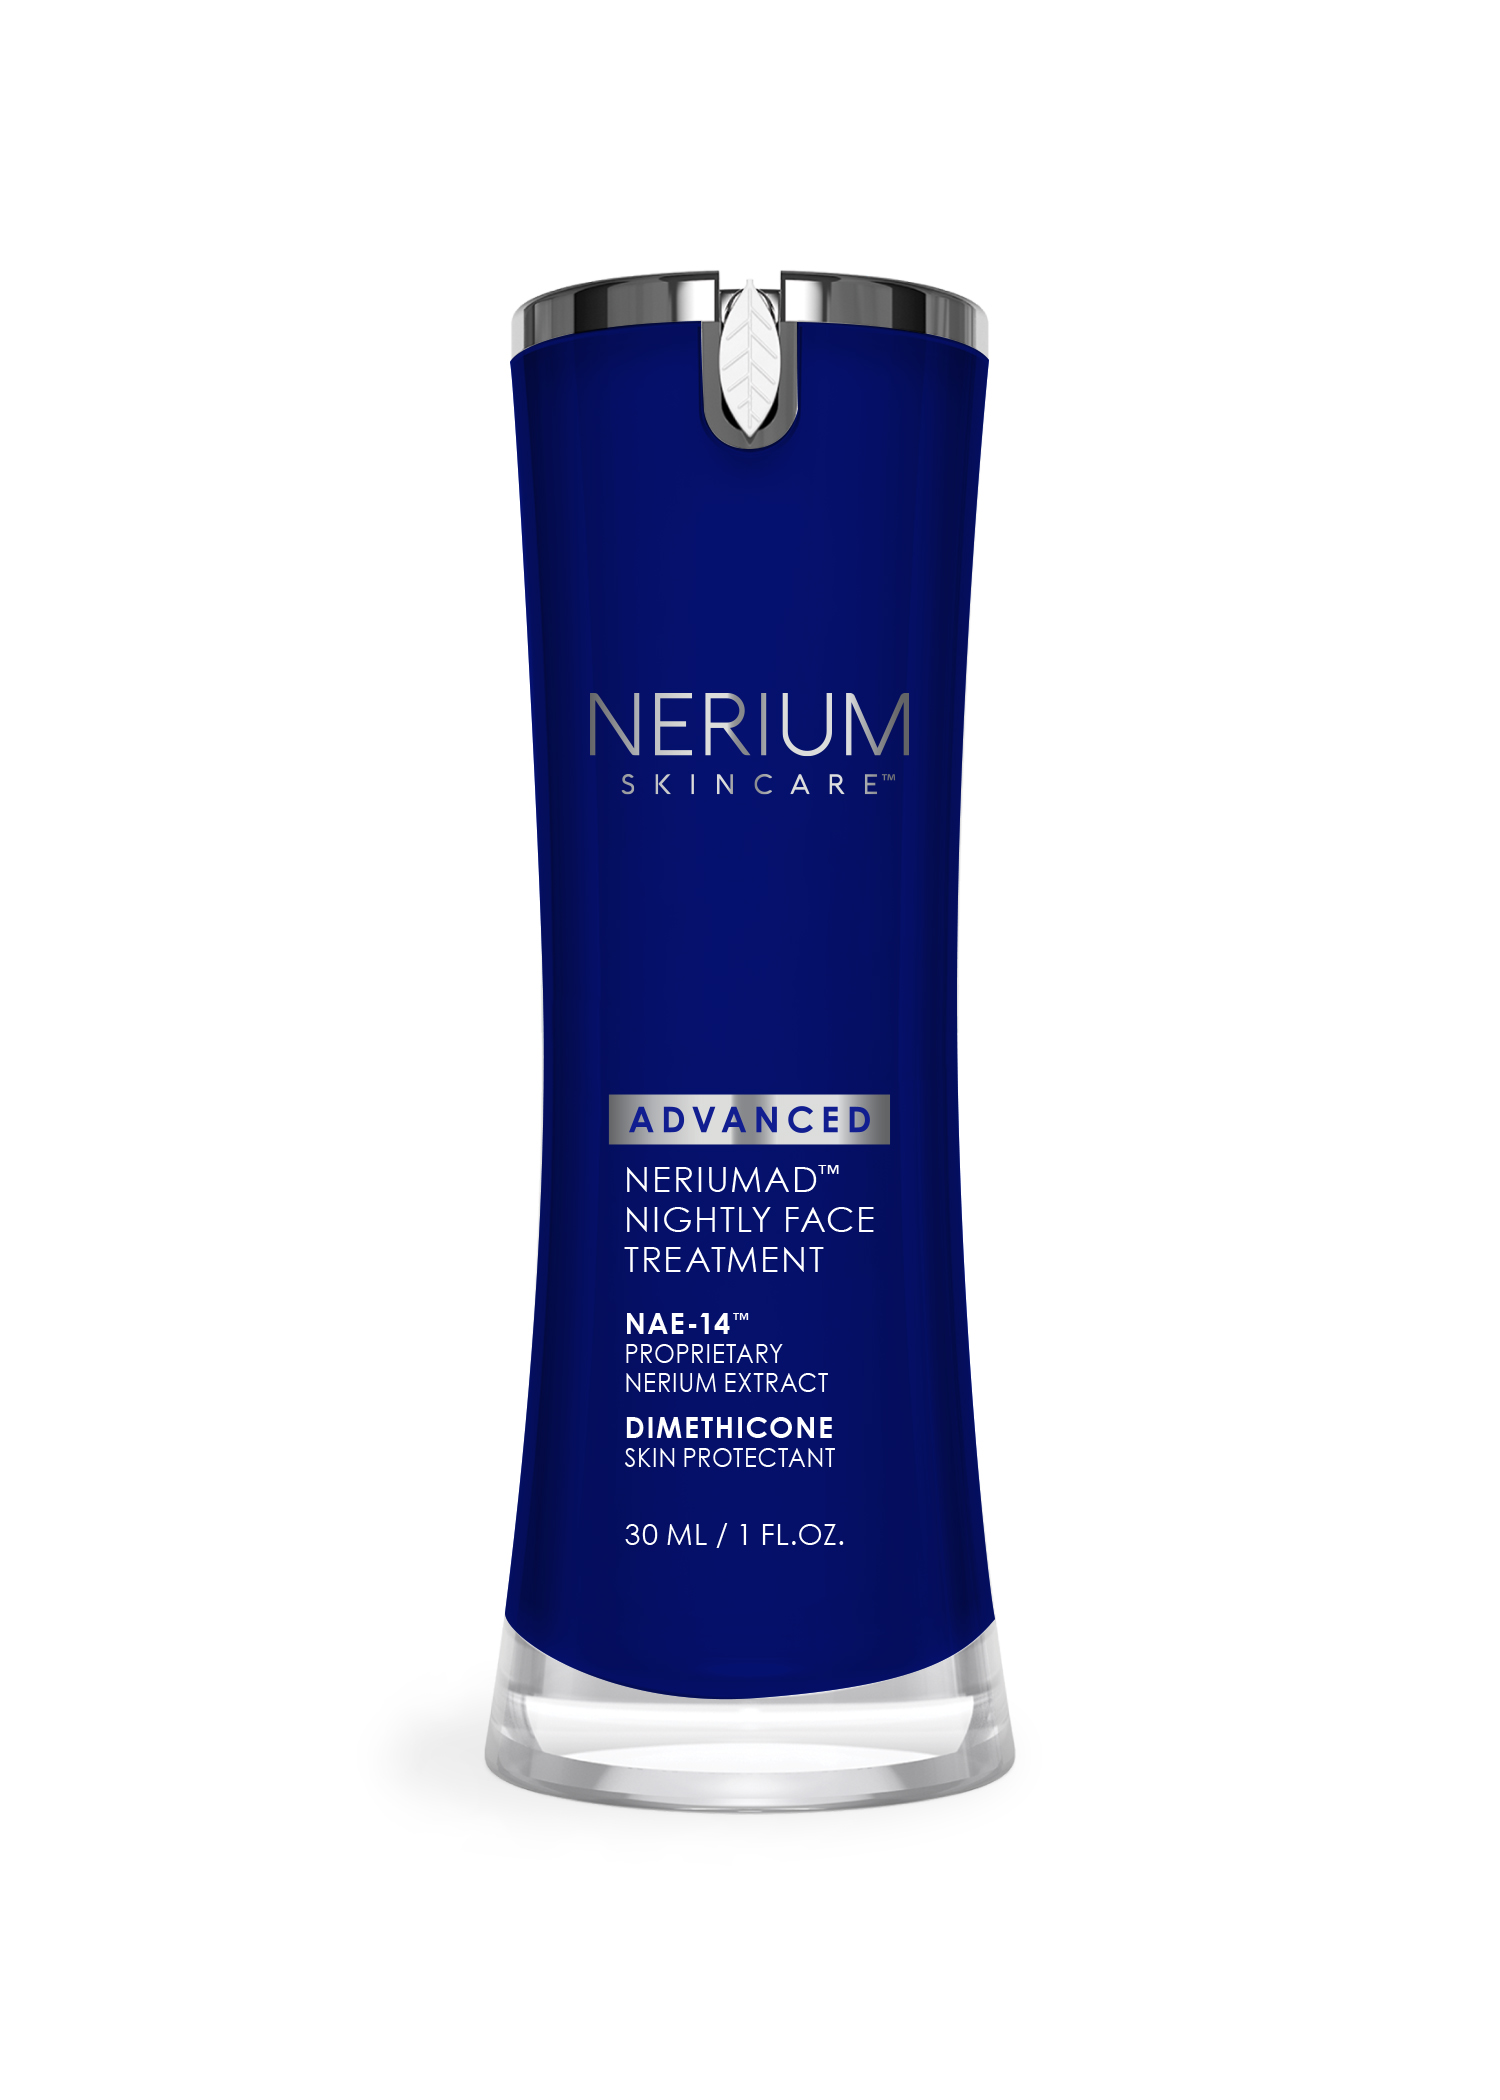 NERIUM
SKINCARE™
ADVANCED
NERIUMAD™
NIGHTLY FACE
TREATMENT
NAE-14™
PROPRIETARY
NERIUM EXTRACT
DIMETHICONE
SKIN PROTECTANT
30 ML / 1 FL.OZ.